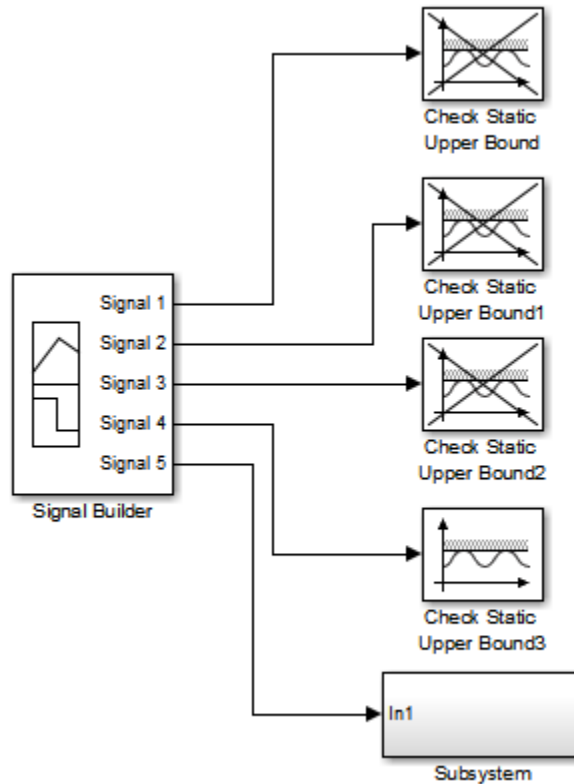 Check Static
Upper Bound
Check Static
Upper Bound1
Signal 1
Signal 2
Signal 3
Signal 4
Signal 5
Signal Builder
Check Static
Upper Bound2
Check Static
Upper Bound3
In1
Subsystem